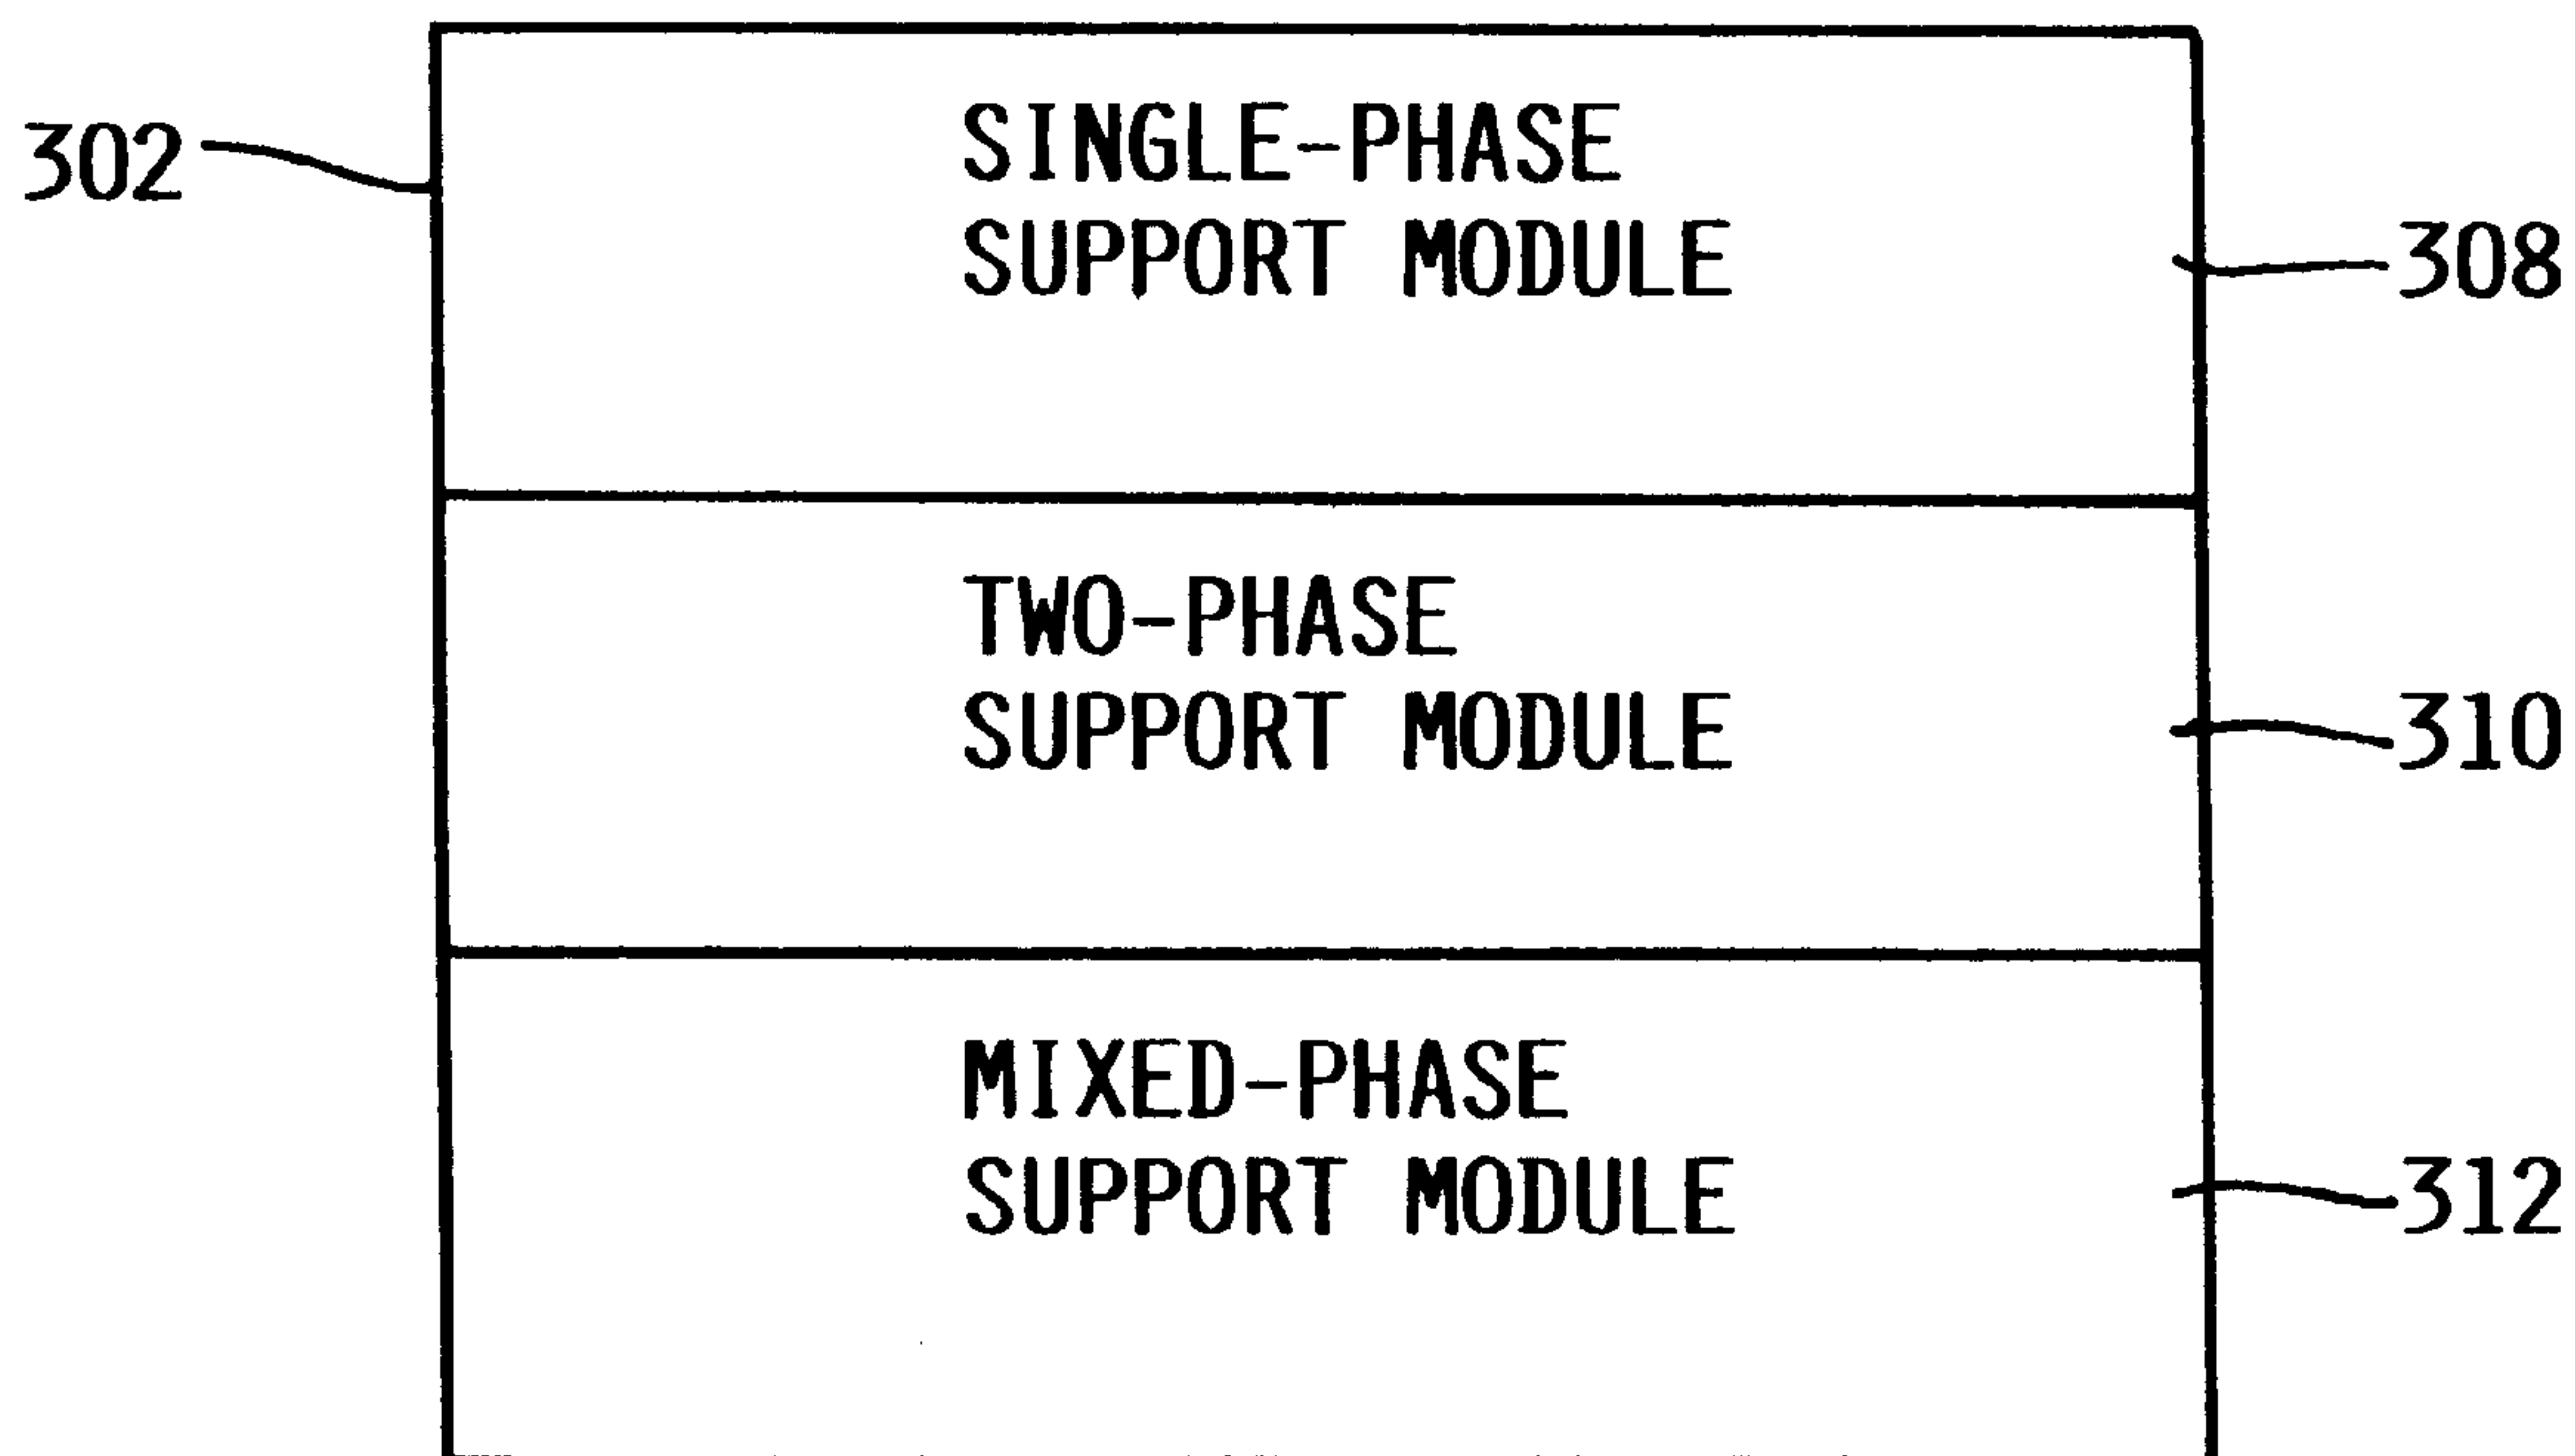 SINGLE-PHASE
302
SUPPORT MODULE
308
TWO-PHASE
SUPPORT MODULE
310
MIXED-PHASE
SUPPORT MODULE
312